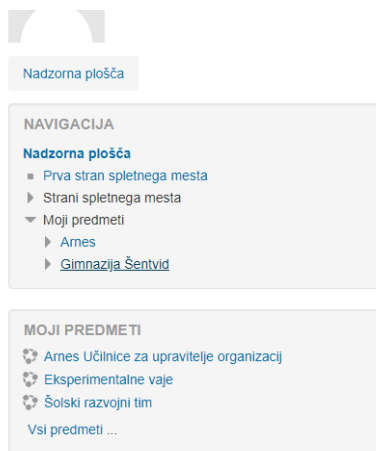 Nadzorna plošča
NAVIGACIJA
Nadzorna plošča
Prva stran spletnega mesta
Strani spletnega mesta
Moji predmeti
Arnes
Gimnazija Šentvid
MOJI PREDMETI
Arnes Učilnice za upravitelje organizacij
Eksperimentalne vaje
Šolski razvojni tim
Vsi predmeti ...